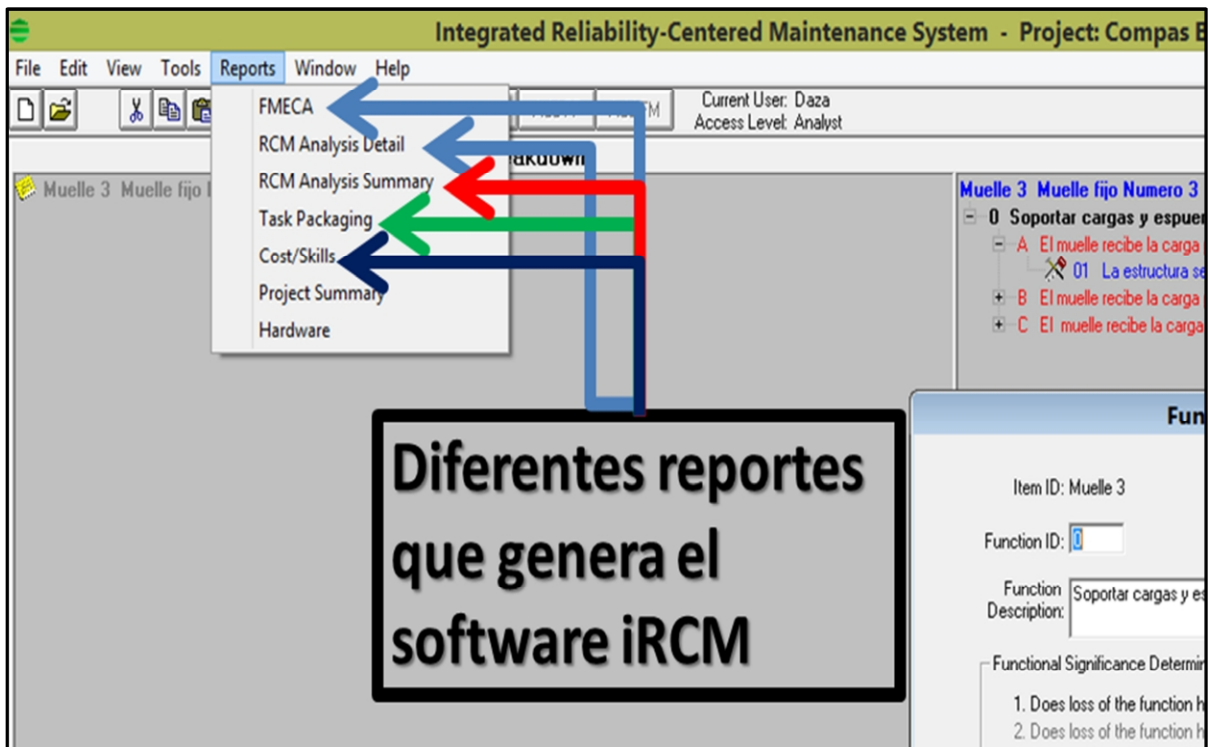 Integrated Reliability-Centered Maintenance System - Project: Compas
File Edit View Tools Reports Window Help
Current User: Daza
Access Level: Analyst
FMECA
RCM Analysis Detail
RCM Analysis Summary
Task Packaging
Cost/Skills
Project Summary
Hardware
Muelle 3 Muelle fijo
Muelle 3 Muelle fijo Numero 3
0 Soportar cargas y
A El muelle recibe la carga
01 La estructura
B El muelle recibe la carga
C El muelle recibe la carga
Diferentes reportes
que genera el
software iRCM
Item ID: Muelle 3
Function ID: 0
Function
Description:
Soportar cargas y
Functional Significance
1. Does loss of the function
2. Does loss of the function